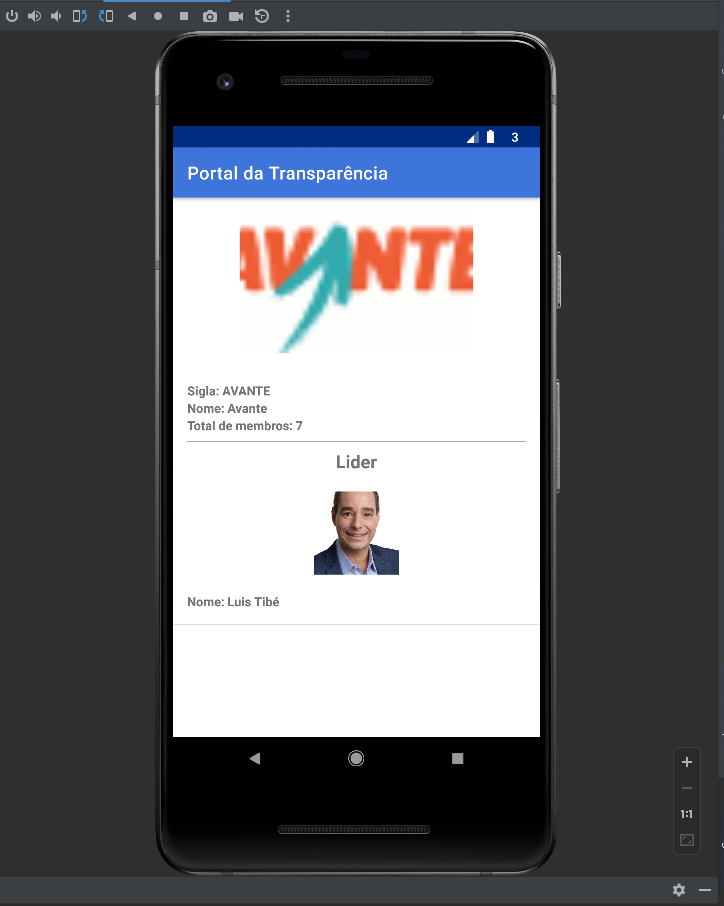 3
Portal da Transparência
AVANTE
Sigla: AVANTE
Nome: Avante
Total de membros: 7
Lider
Nome: Luis Tibé
1:1